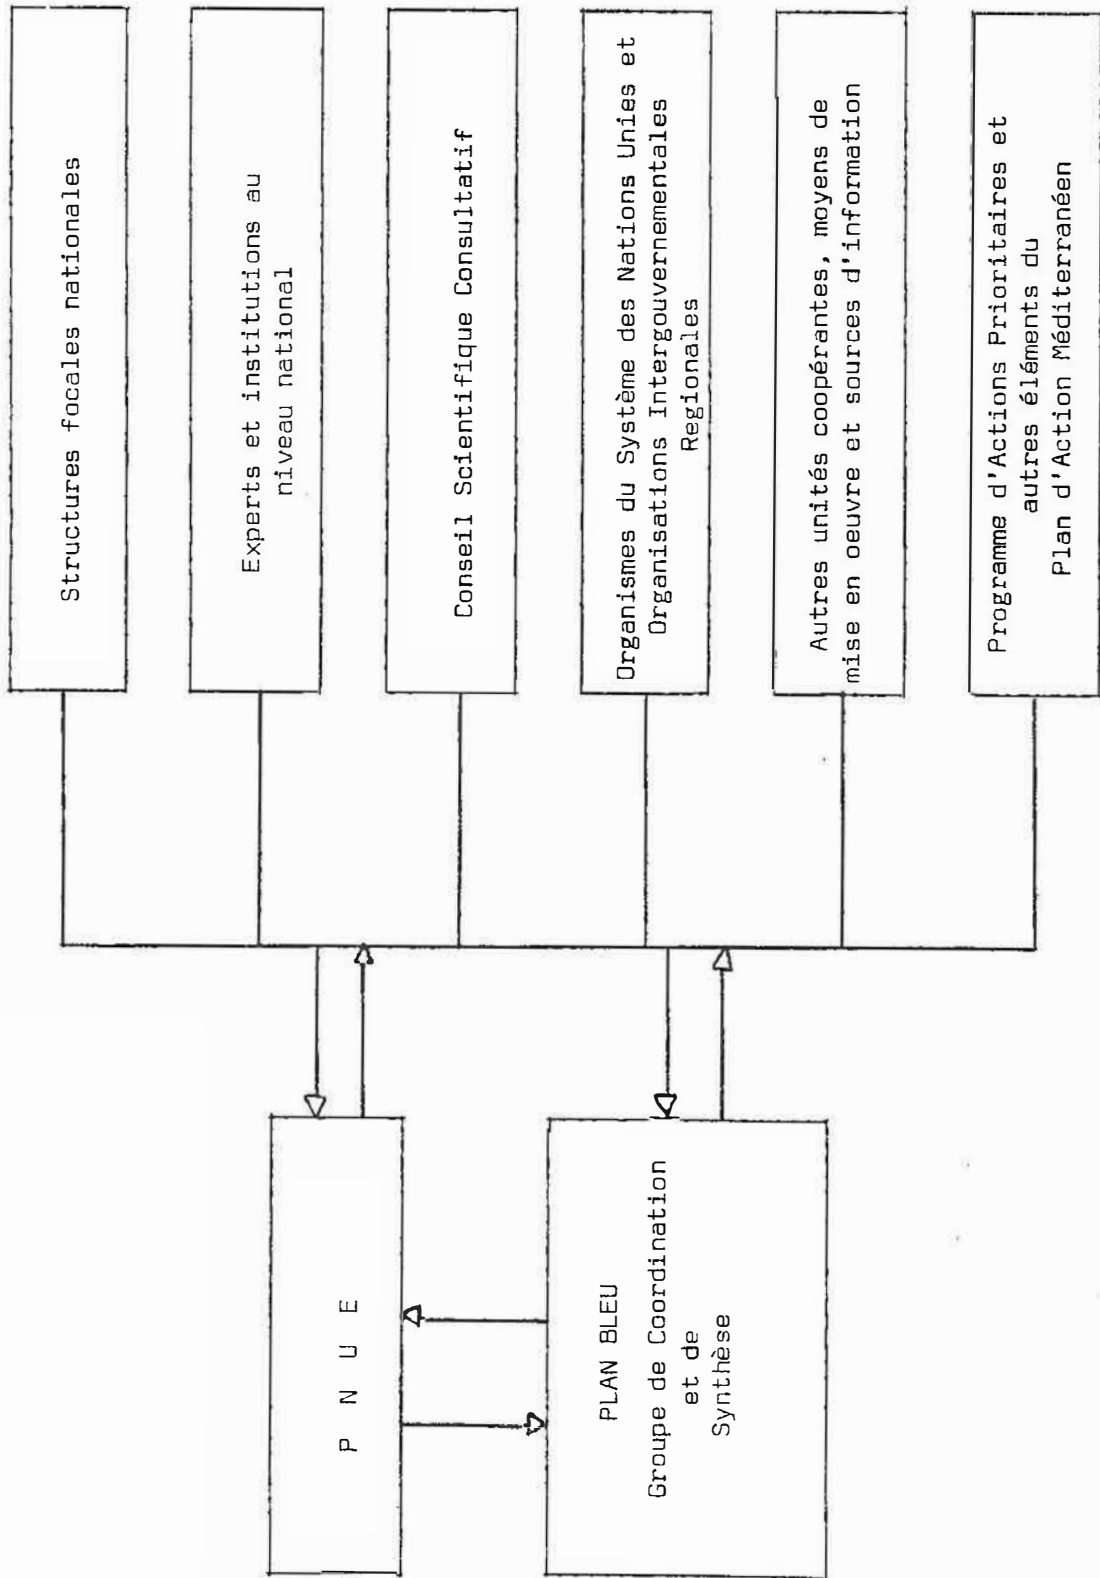 Structures focales nationales
Experts et institutions au
niveau national
Conseil Scientifique Consultatif
Organismes du Système des Nations Unies et
Organisations Intergouvernementales
Regionales
Autres unités coopérantes, moyens de
mise en oeuvre et sources d'information
Programme d'Actions Prioritaires et
autres éléments du
Plan d'Action Méditerranéen
P N U E
PLAN BLEU
Groupe de Coordination
et de
Synthèse